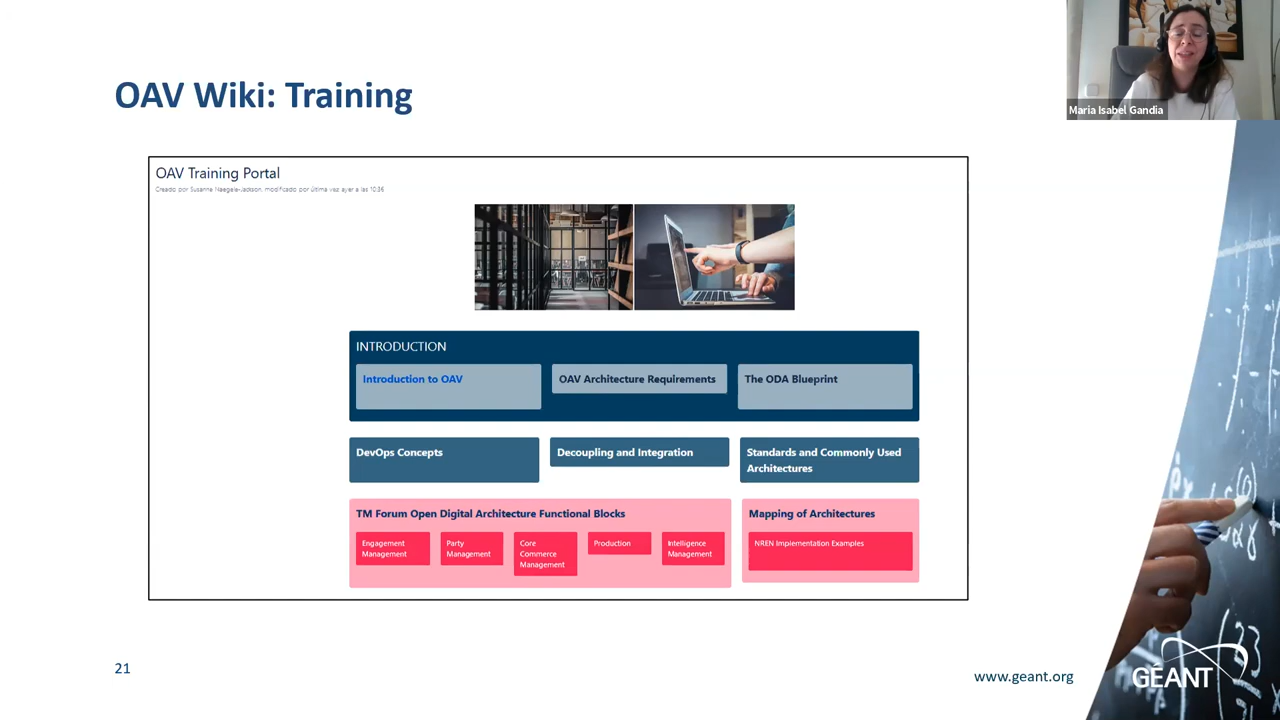 OAV Wiki: Training
Maria Isabel Gandia
OAV Training Portal
Creado por Susanne Naegele-Jackson, modificado por última vez ayer a las 10:36
INTRODUCTION
Introduction to OAV
OAV Architecture Requirements
The ODA Blueprint
DevOps Concepts
Decoupling and Integration
Standards and Commonly Used
Architectures
TM Forum Open Digital Architecture Functional Blocks
Engagement
Management
Party
Management
Core
Commerce
Management
Production
Intelligence
Management
Mapping of Architectures
NREN Implementation Examples
21
www.geant.org
GÉANT